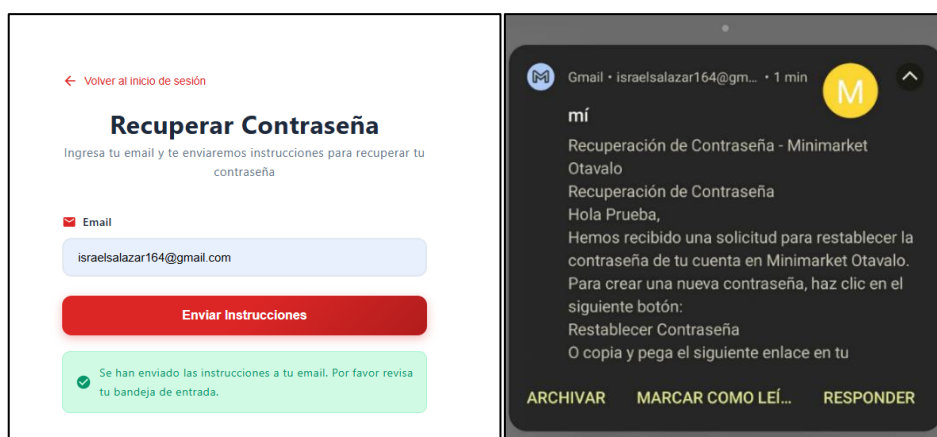 ← Volver al inicio de sesión
Recuperar Contraseña
Ingresa tu email y te enviaremos instrucciones para recuperar tu
contraseña
Email
israelsalazar164@gmail.com
Enviar Instrucciones
Se han enviado las instrucciones a tu email. Por favor revisa
tu bandeja de entrada.
Gmail • israelsalazar164@gm... • 1 min
M
mí
Recuperación de Contraseña - Minimarket
Otavalo
Recuperación de Contraseña
Hola Prueba,
Hemos recibido una solicitud para restablecer la
contraseña de tu cuenta en Minimarket Otavalo.
Para crear una nueva contraseña, haz clic en el
siguiente botón:
Restablecer Contraseña
O copia y pega el siguiente enlace en tu
ARCHIVAR MARCAR COMO LEÍ... RESPONDER